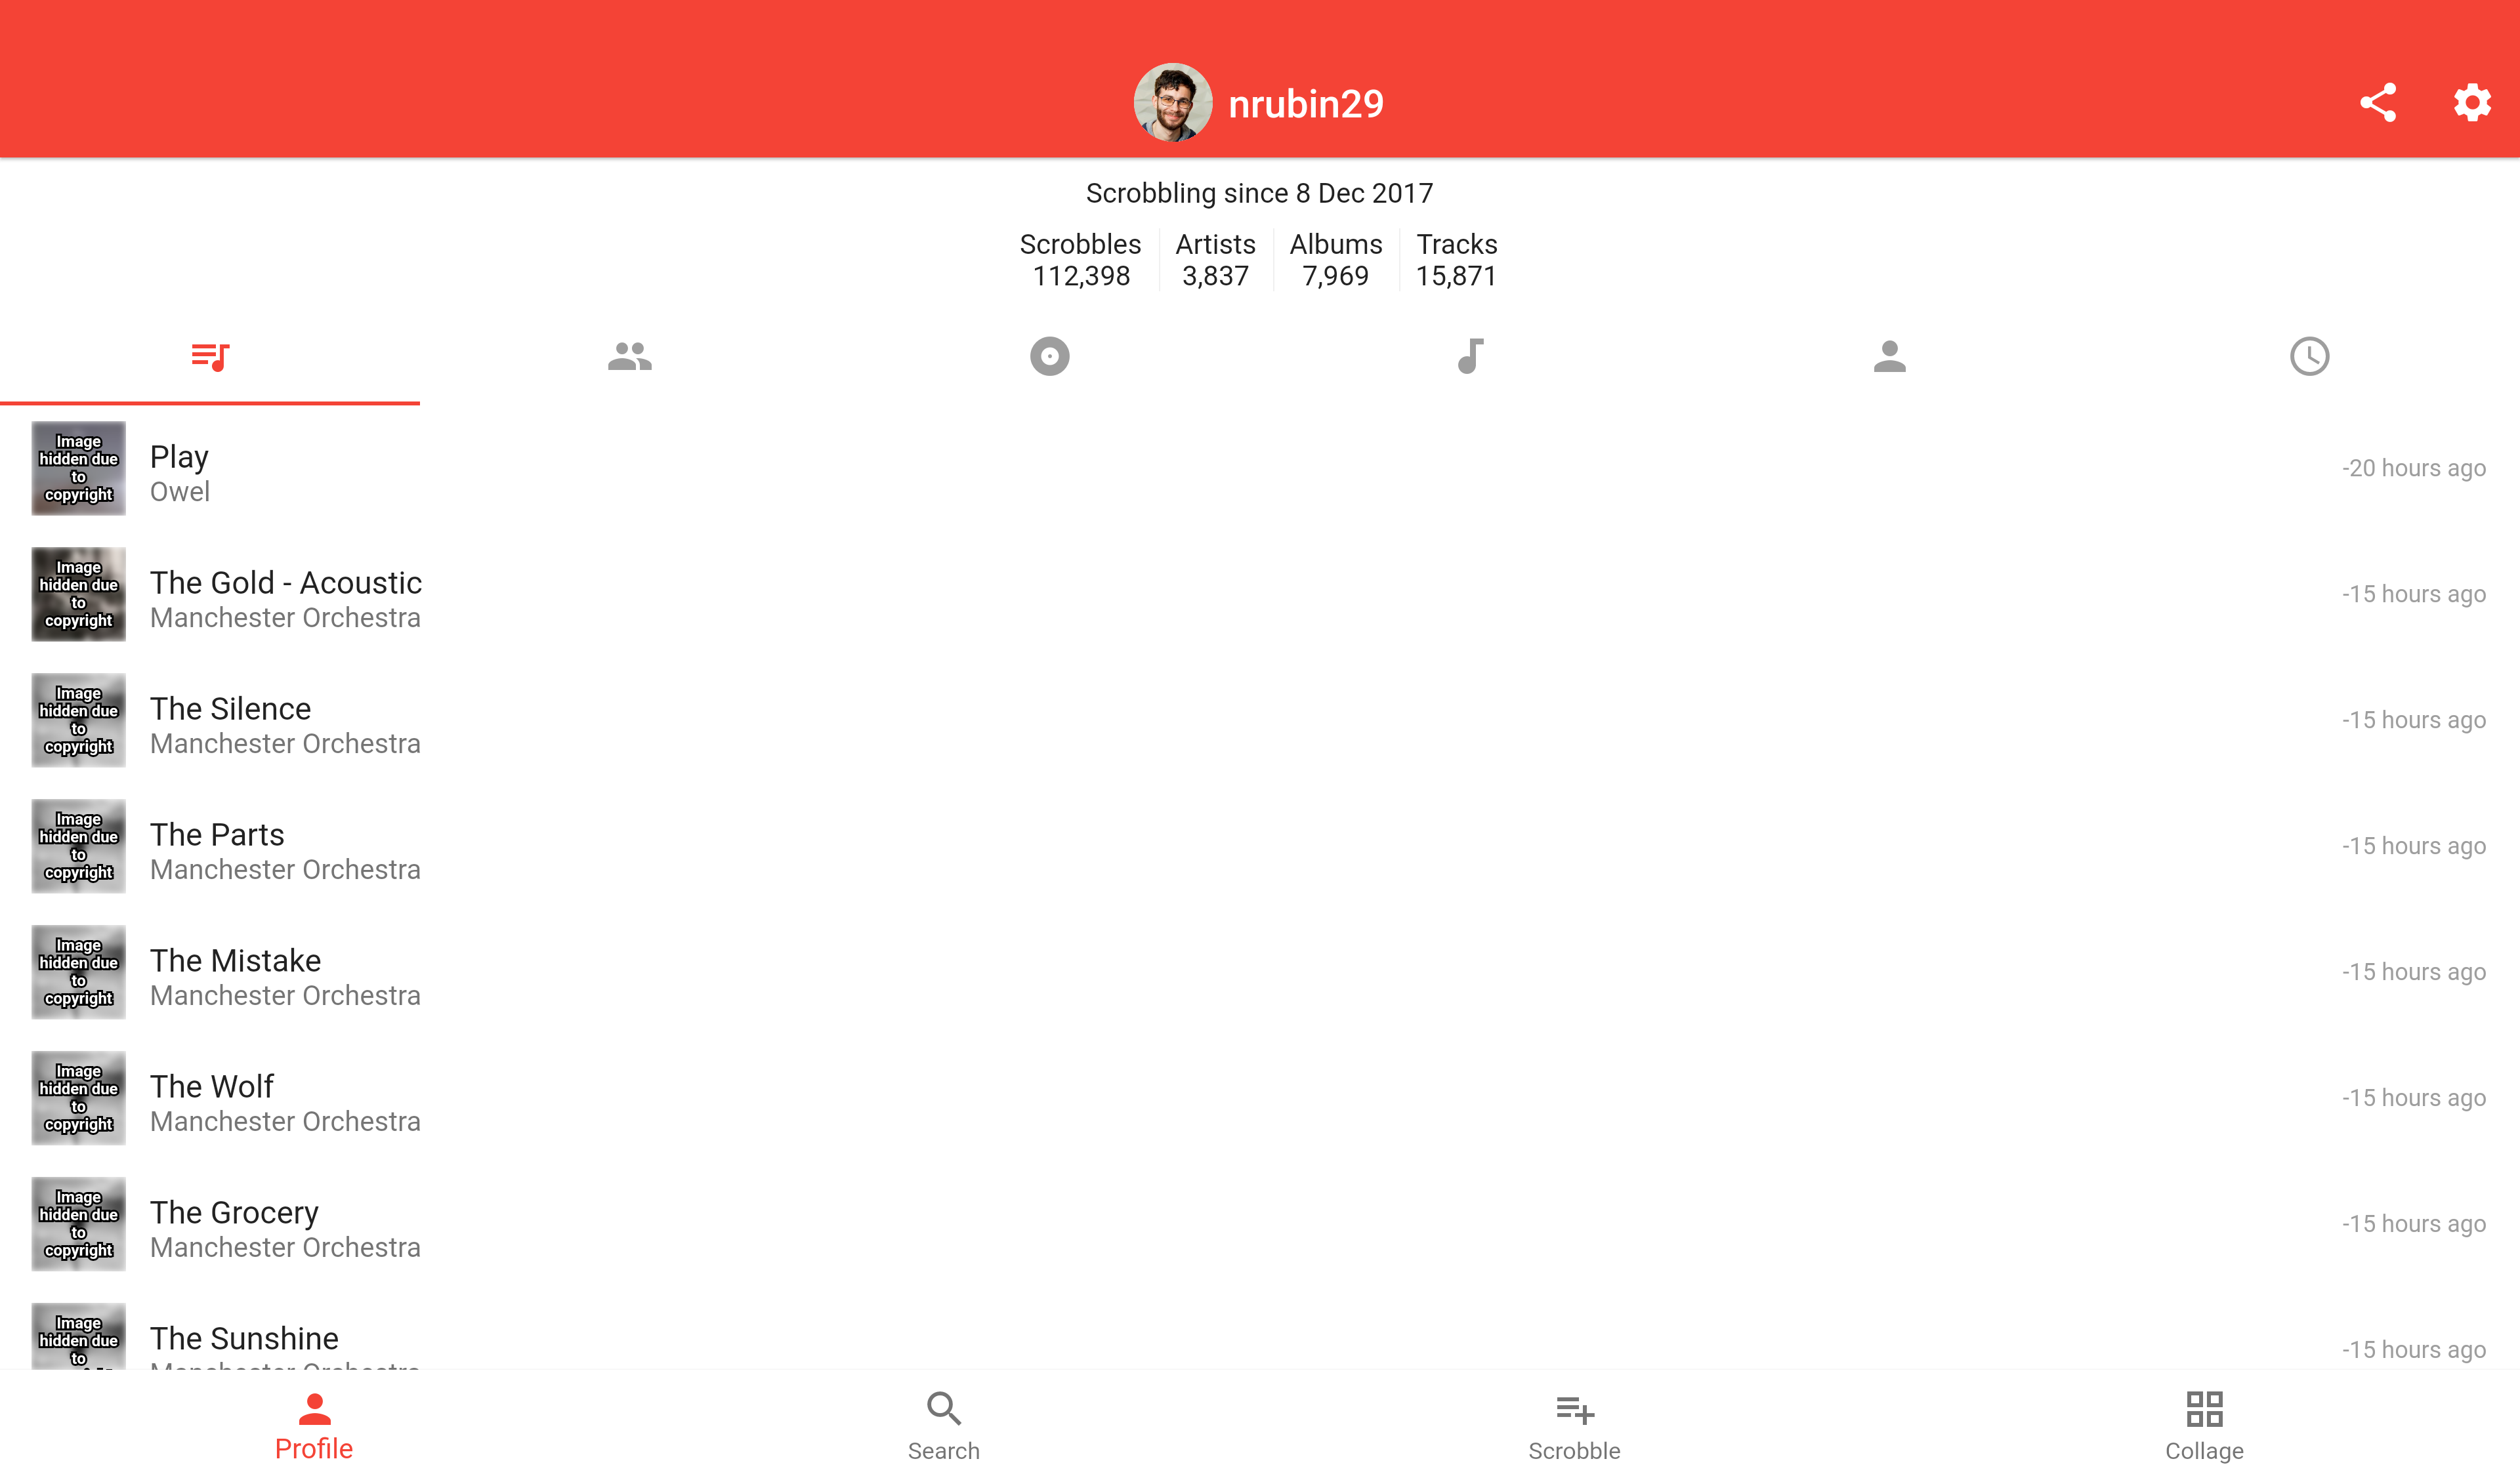 nrubin29
Scrobbling since 8 Dec 2017
Scrobbles Artists Albums Tracks
112,398 3,837 7,969 15,871
Image
hidden due
to
copyright
Play
Owel
-20 hours ago
Image
hidden due
to
copyright
The Gold - Acoustic
Manchester Orchestra
-15 hours ago
Image
hidden due
to
copyright
The Silence
Manchester Orchestra
-15 hours ago
Image
hidden due
to
copyright
The Parts
Manchester Orchestra
-15 hours ago
Image
hidden due
to
copyright
The Mistake
Manchester Orchestra
-15 hours ago
Image
hidden due
to
copyright
The Wolf
Manchester Orchestra
-15 hours ago
Image
hidden due
to
copyright
The Grocery
Manchester Orchestra
-15 hours ago
Image
hidden due
to
The Sunshine
Manchester Orchestra
-15 hours ago
Profile
Search
Scrobble
Collage